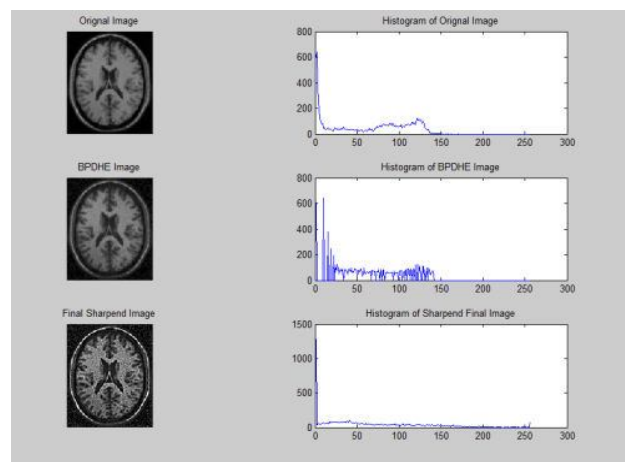 Orignal Image
Histogram of Orignal Image
800
600
400
200
0
0 50 100 150 200 250 300
BPDHE Image
Histogram of BPDHE Image
800
600
400
200
0
0 50 100 150 200 250 300
Final Sharpend Image
Histogram of Sharpend Final Image
1500
1000
500
0
0 50 100 150 200 250 300